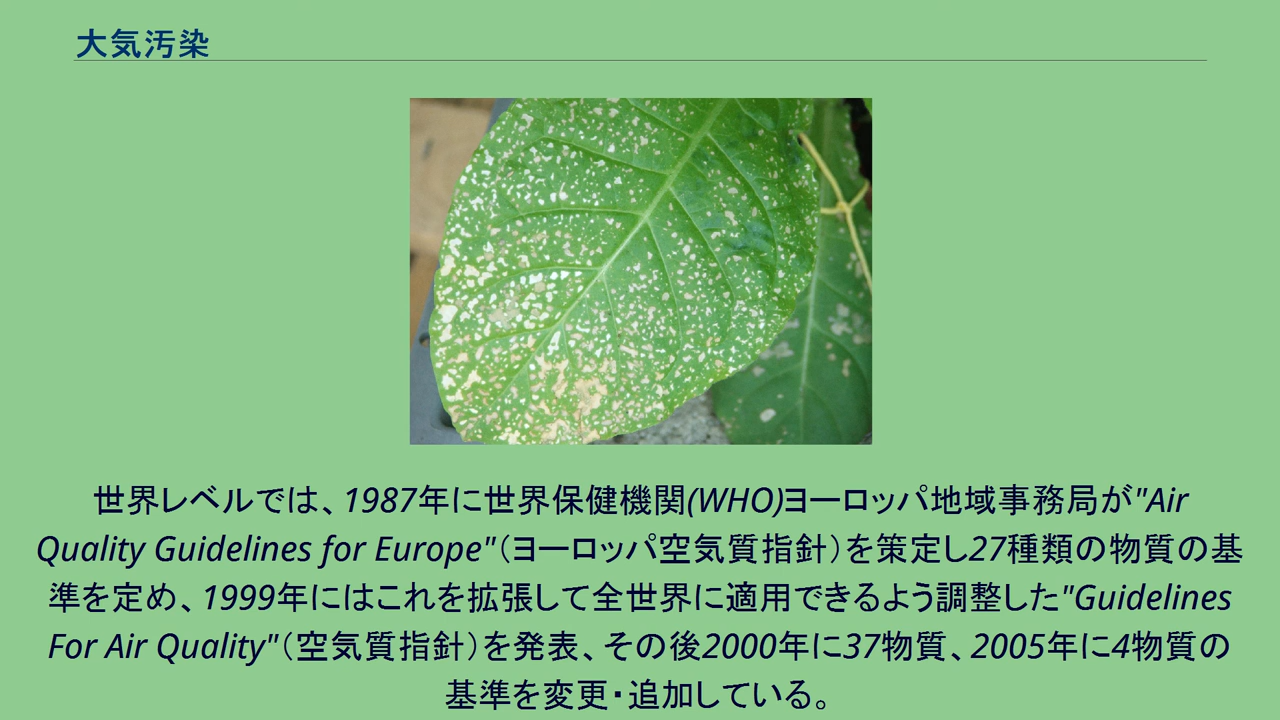 大気汚染
世界レベルでは、1987年に世界保健機関(WHO)ヨーロッパ地域事務局が"Air
Quality Guidelines for Europe"（ヨーロッパ空気質指針）を策定し27種類の物質の基
準を定め、1999年にはこれを拡張して全世界に適用できるよう調整した"Guidelines
For Air Quality"（空気質指針）を発表、その後2000年に37物質、2005年に4物質の
基準を変更・追加している。